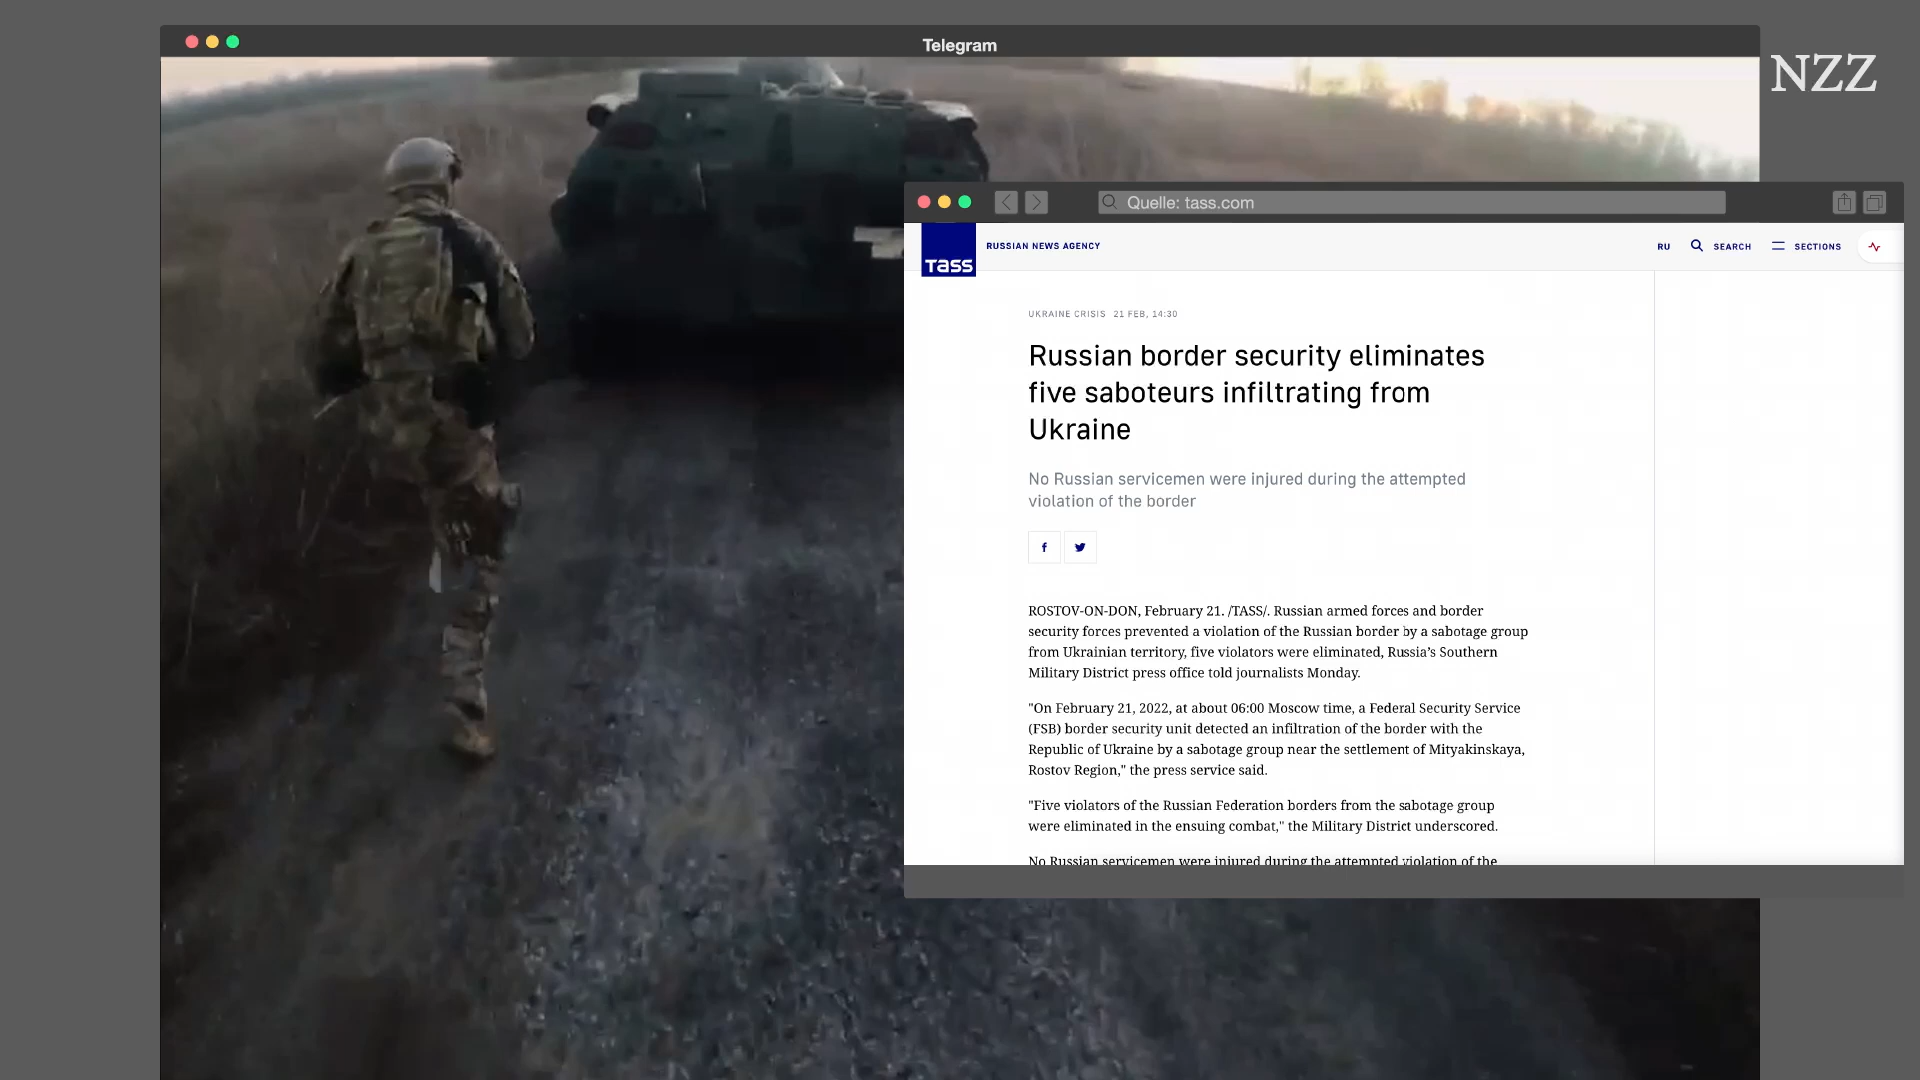 Telegram
NZZ
Quelle: tass.com
TASS
RUSSIAN NEWS AGENCY
RU
SEARCH
SECTIONS
UKRAINE CRISIS 21 FEB, 14:30
Russian border security eliminates
five saboteurs infiltrating from
Ukraine
No Russian servicemen were injured during the attempted
violation of the border
ROSTOV-ON-DON, February 21. /TASS/. Russian armed forces and border
security forces prevented a violation of the Russian border by a sabotage group
from Ukrainian territory, five violators were eliminated, Russia’s Southern
Military District press office told journalists Monday.
"On February 21, 2022, at about 06:00 Moscow time, a Federal Security Service
(FSB) border security unit detected an infiltration of the border with the
Republic of Ukraine by a sabotage group near the settlement of Mityakinskaya,
Rostov Region," the press service said.
"Five violators of the Russian Federation borders from the sabotage group
were eliminated in the ensuing combat," the Military District underscored.
No Russian servicemen were injured during the attempted violation of the